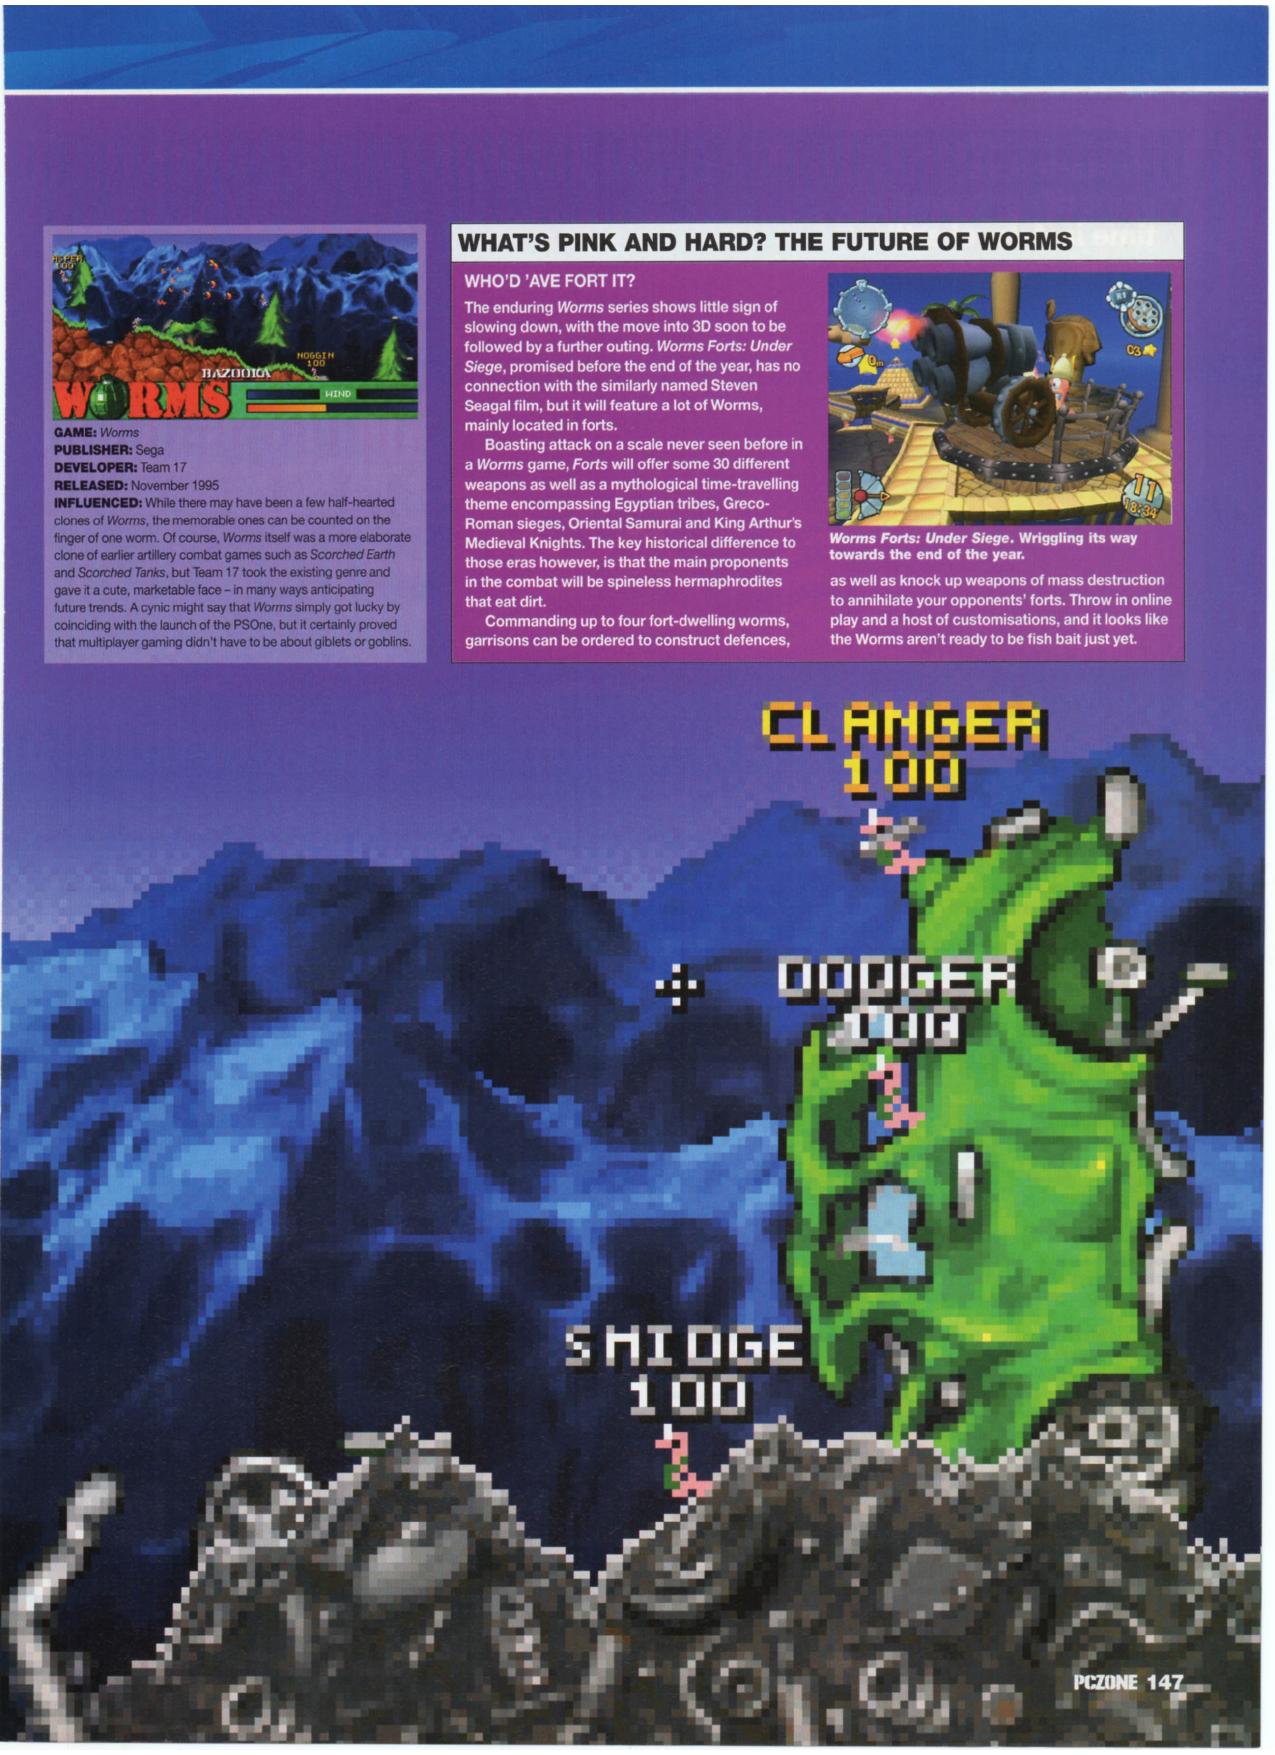 JASPER
100
NOGGIN
100
BAZOOKA
WORMS
WIND
GAME: Worms
PUBLISHER: Sega
DEVELOPER: Team 17
RELEASED: November 1995
INFLUENCED: While there may have been a few half-hearted
clones of Worms, the memorable ones can be counted on the
finger of one worm. Of course, Worms itself was a more elaborate
clone of earlier artillery combat games such as Scorched Earth
and Scorched Tanks, but Team 17 took the existing genre and
gave it a cute, marketable face – in many ways anticipating
future trends. A cynic might say that Worms simply got lucky by
coinciding with the launch of the PSOne, but it certainly proved
that multiplayer gaming didn't have to be about giblets or goblins.
WHAT'S PINK AND HARD? THE FUTURE OF WORMS
WHO'D 'AVE FORT IT?
The enduring Worms series shows little sign of
slowing down, with the move into 3D soon to be
followed by a further outing. Worms Forts: Under
Siege, promised before the end of the year, has no
connection with the similarly named Steven
Seagal film, but it will feature a lot of Worms,
mainly located in forts.
Boasting attack on a scale never seen before in
a Worms game, Forts will offer some 30 different
weapons as well as a mythological time-travelling
theme encompassing Egyptian tribes, Greco-
Roman sieges, Oriental Samurai and King Arthur's
Medieval Knights. The key historical difference to
those eras however, is that the main proponents
in the combat will be spineless hermaphrodites
that eat dirt.
Commanding up to four fort-dwelling worms,
garrisons can be ordered to construct defences,
R1
03
0m
11
18:34
Worms Forts: Under Siege. Wriggling its way
towards the end of the year.
as well as knock up weapons of mass destruction
to annihilate your opponents' forts. Throw in online
play and a host of customisations, and it looks like
the Worms aren't ready to be fish bait just yet.
CLANGER
100
DODGER
100
SMIDGE
100
PCZONE 147